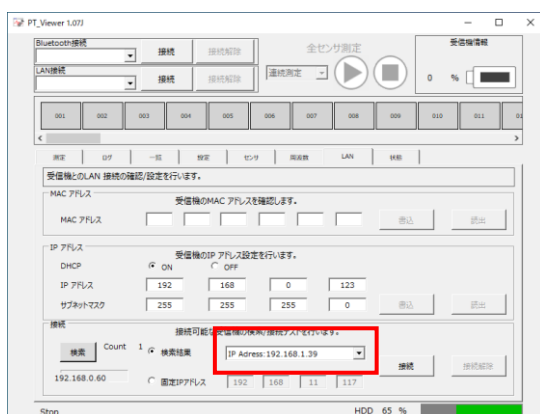 PT_Viewer 1.07J
Bluetooth接続
接続
接続解除
全センサ測定
受信機情報
LAN接続
接続
接続解除
連続測定
0 %
001 002 003 004 005 006 007 008 009 010 011 01
測定 ログ 一覧 設定 センサ 周波数 LAN 状態
受信機とのLAN 接続の確認/設定を行います。
MAC アドレス
受信機のMAC アドレスを確認します。
MAC アドレス
書込
読出
IP アドレス
受信機のIP アドレス設定を行います。
DHCP ON OFF
IP アドレス 192 168 0 123
サブネットマスク 255 255 255 0 書込 読出
接続
接続可能な受信機の検索/接続テストを行います。
検索 Count 1 検索結果 IP Adress:192.168.1.39
接続 接続解除
192.168.0.60 固定IPアドレス 192 168 11 117
Stop HDD 65 %